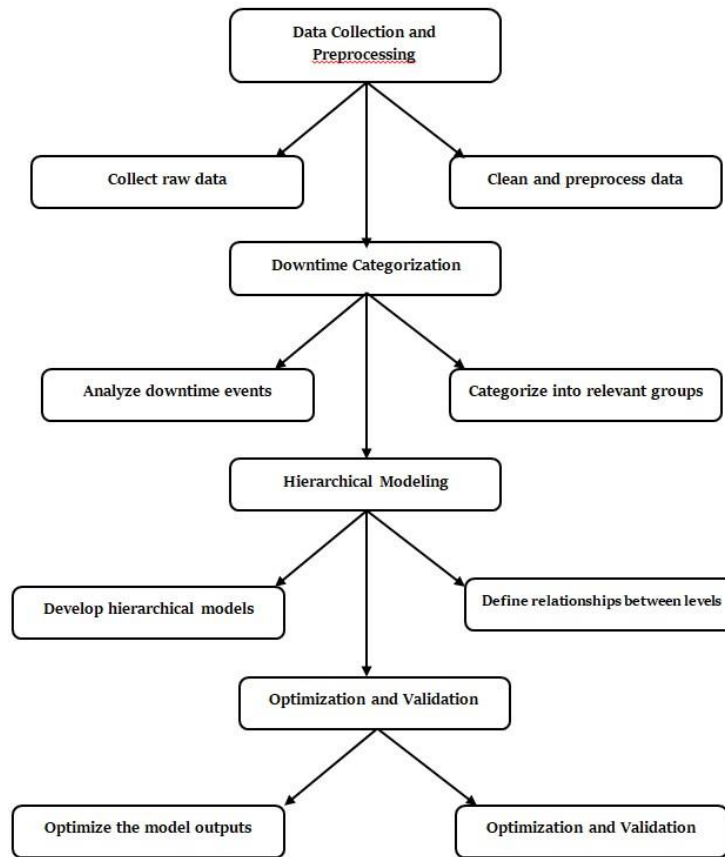 Data Collection and
Preprocessing
Collect raw data
Clean and preprocess data
Downtime Categorization
Analyze downtime events
Categorize into relevant groups
Hierarchical Modeling
Develop hierarchical models
Define relationships between levels
Optimization and Validation
Optimize the model outputs
Optimization and Validation